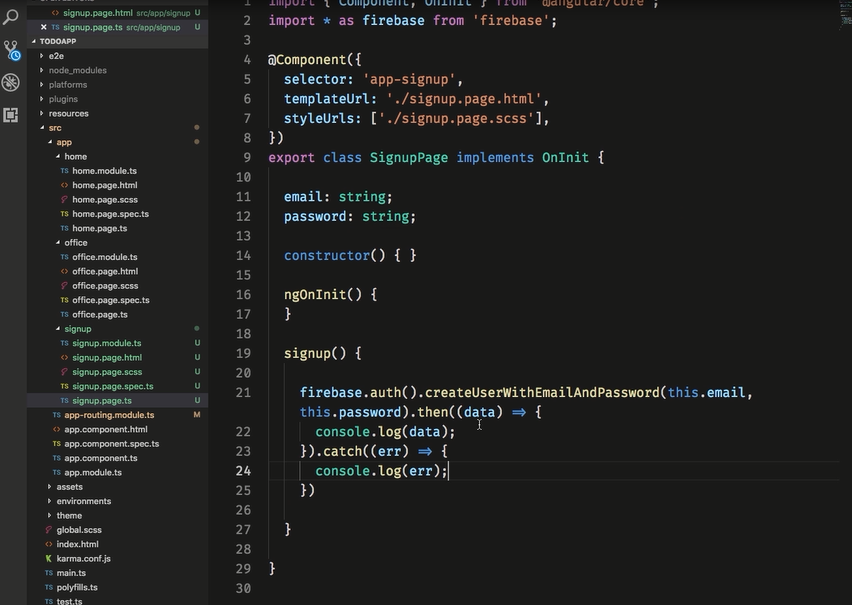 signup.page.html src/app/signup U
signup.page.ts src/app/signup U
TODOAPP
e2e
node_modules
platforms
plugins
resources
src
app
home
TS home.module.ts
home.page.html
home.page.scss
TS home.page.spec.ts
TS home.page.ts
office
TS office.module.ts
office.page.html
office.page.scss
TS office.page.spec.ts
TS office.page.ts
signup
TS signup.module.ts U
signup.page.html U
signup.page.scss U
TS signup.page.spec.ts U
TS signup.page.ts U
TS app-routing.module.ts M
app.component.html
TS app.component.spec.ts
TS app.component.ts
TS app.module.ts
assets
environments
theme
global.scss
index.html
karma.conf.js
TS main.ts
TS polyfills.ts
TS test.ts
1 import { Component, OnInit } from '@angular/core';
2 import * as firebase from 'firebase';
3
4 @Component({
5 selector: 'app-signup',
6 templateUrl: './signup.page.html',
7 styleUrls: ['./signup.page.scss'],
8 })
9 export class SignupPage implements OnInit {
10
11 email: string;
12 password: string;
13
14 constructor() { }
15
16 ngOnInit() {
17 }
18
19 signup() {
20
21 firebase.auth().createUserWithEmailAndPassword(this.email,
this.password).then((data) => {
22 console.log(data);
23 }).catch((err) => {
24 console.log(err);
25 })
26
27 }
28
29 }
30